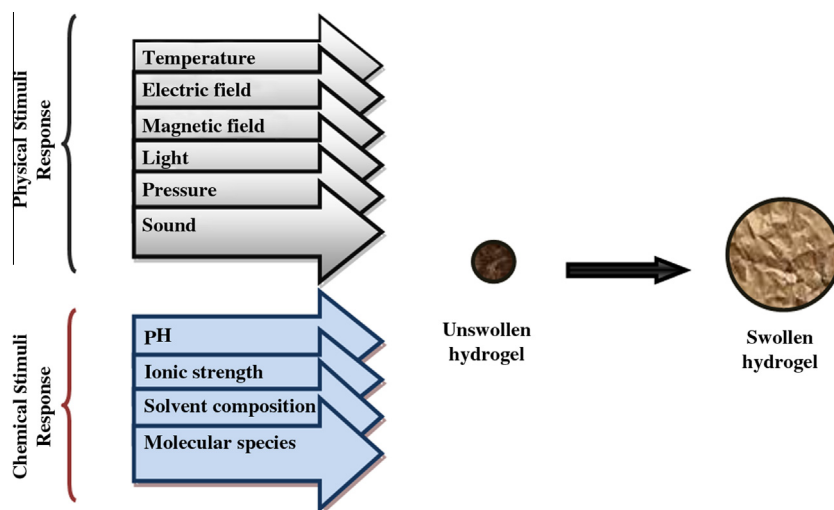 Physical Stimuli
Response
Temperature
Electric field
Magnetic field
Light
Pressure
Sound
Chemical Stimuli
Response
PH
Ionic strength
Solvent composition
Molecular species
Unswollen
hydrogel
Swollen
hydrogel